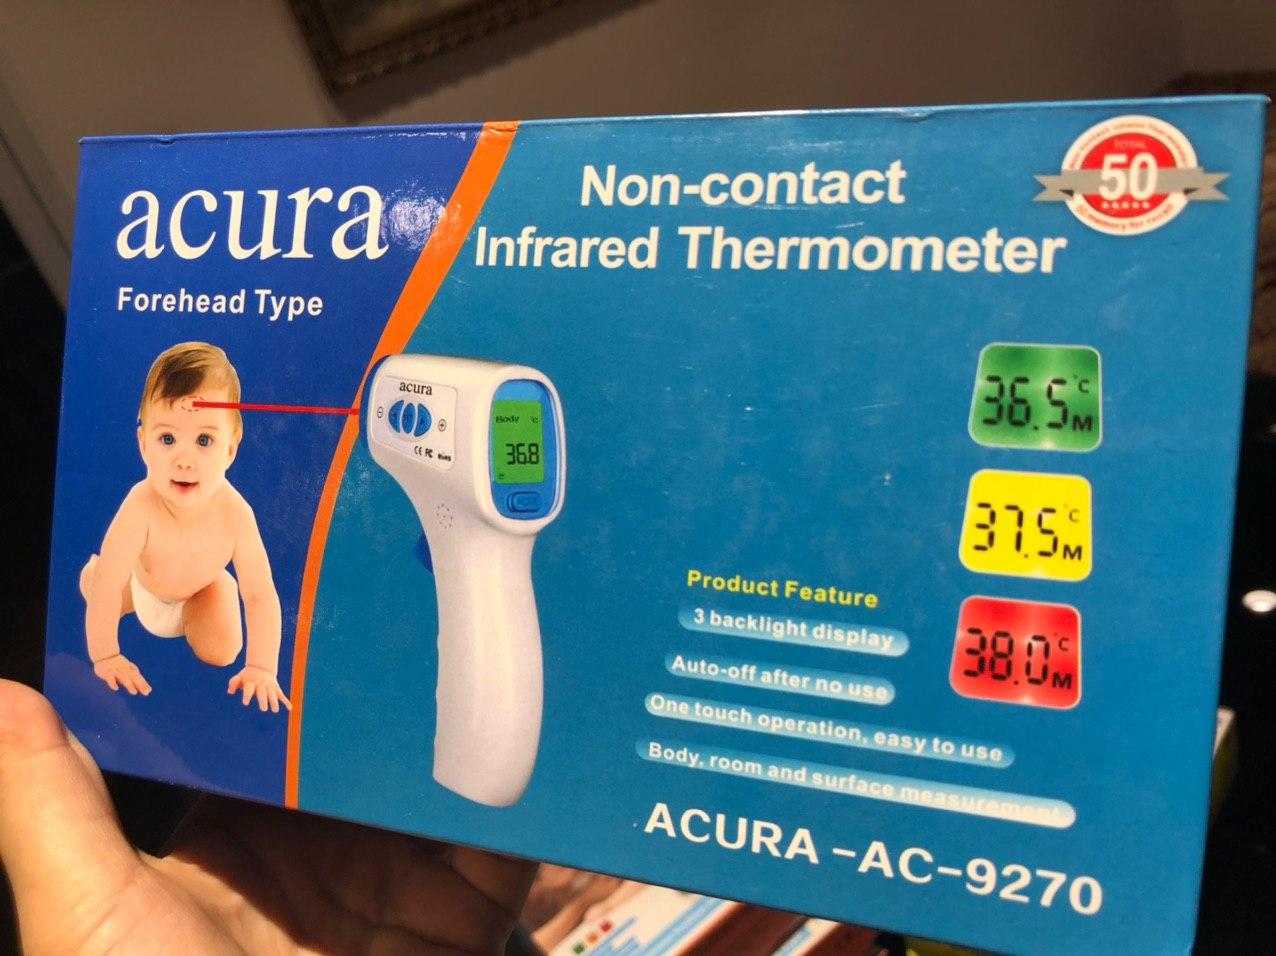 acura
Forehead Type
Non-contact
Infrared Thermometer
TOTAL
50
acura
Body °C
36.8
MODE
36.5 °C
M
37.5 °C
M
38.0 °C
M
Product Feature
3 backlight display
Auto-off after no use
One touch operation, easy to use
Body, room and surface measurement
ACURA-AC-9270